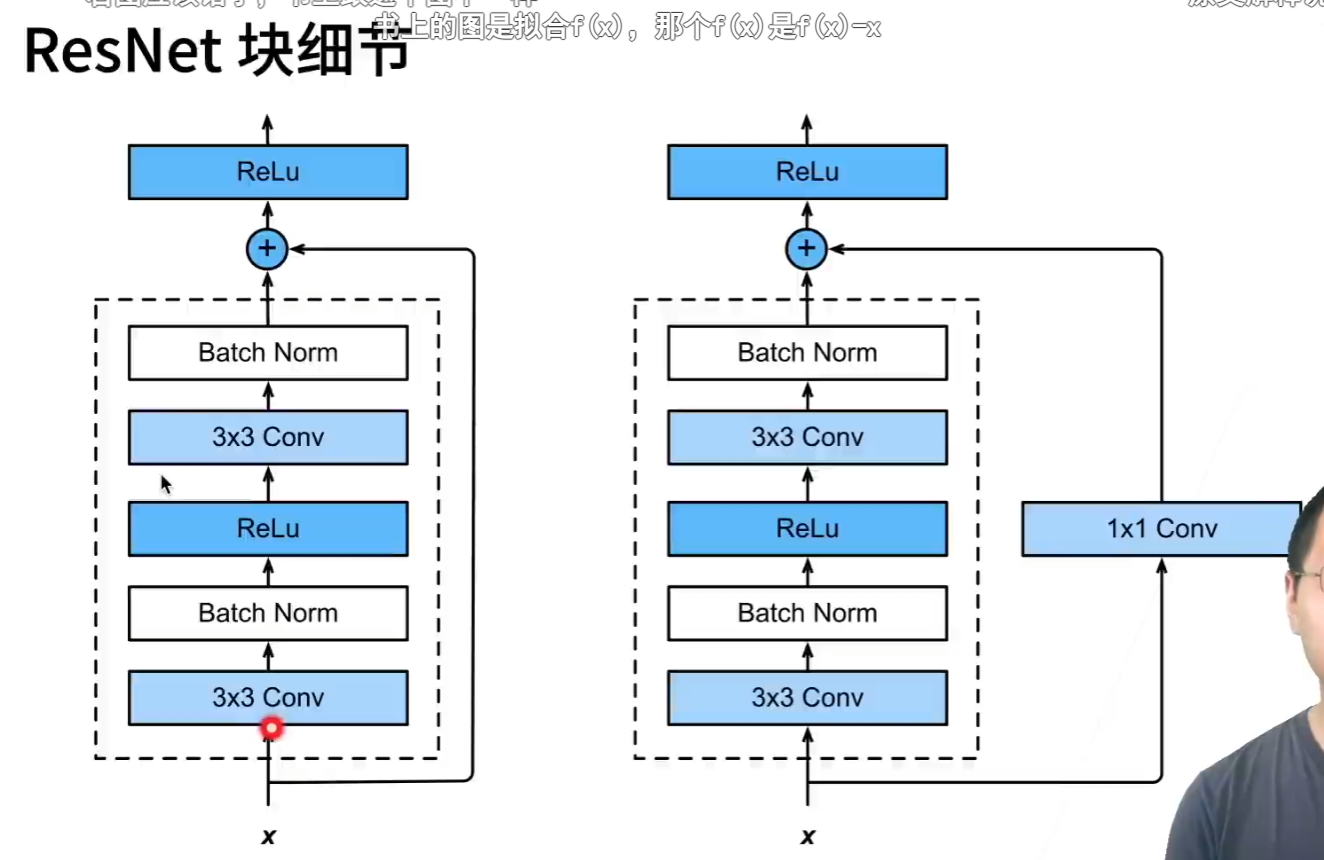 书上的图是拟合f(x)，那个f(x)是f(x)-x
ResNet 块细节
ReLu
ReLu
+
+
Batch Norm
Batch Norm
3x3 Conv
3x3 Conv
ReLu
ReLu
1x1 Conv
Batch Norm
Batch Norm
3x3 Conv
3x3 Conv
x
x